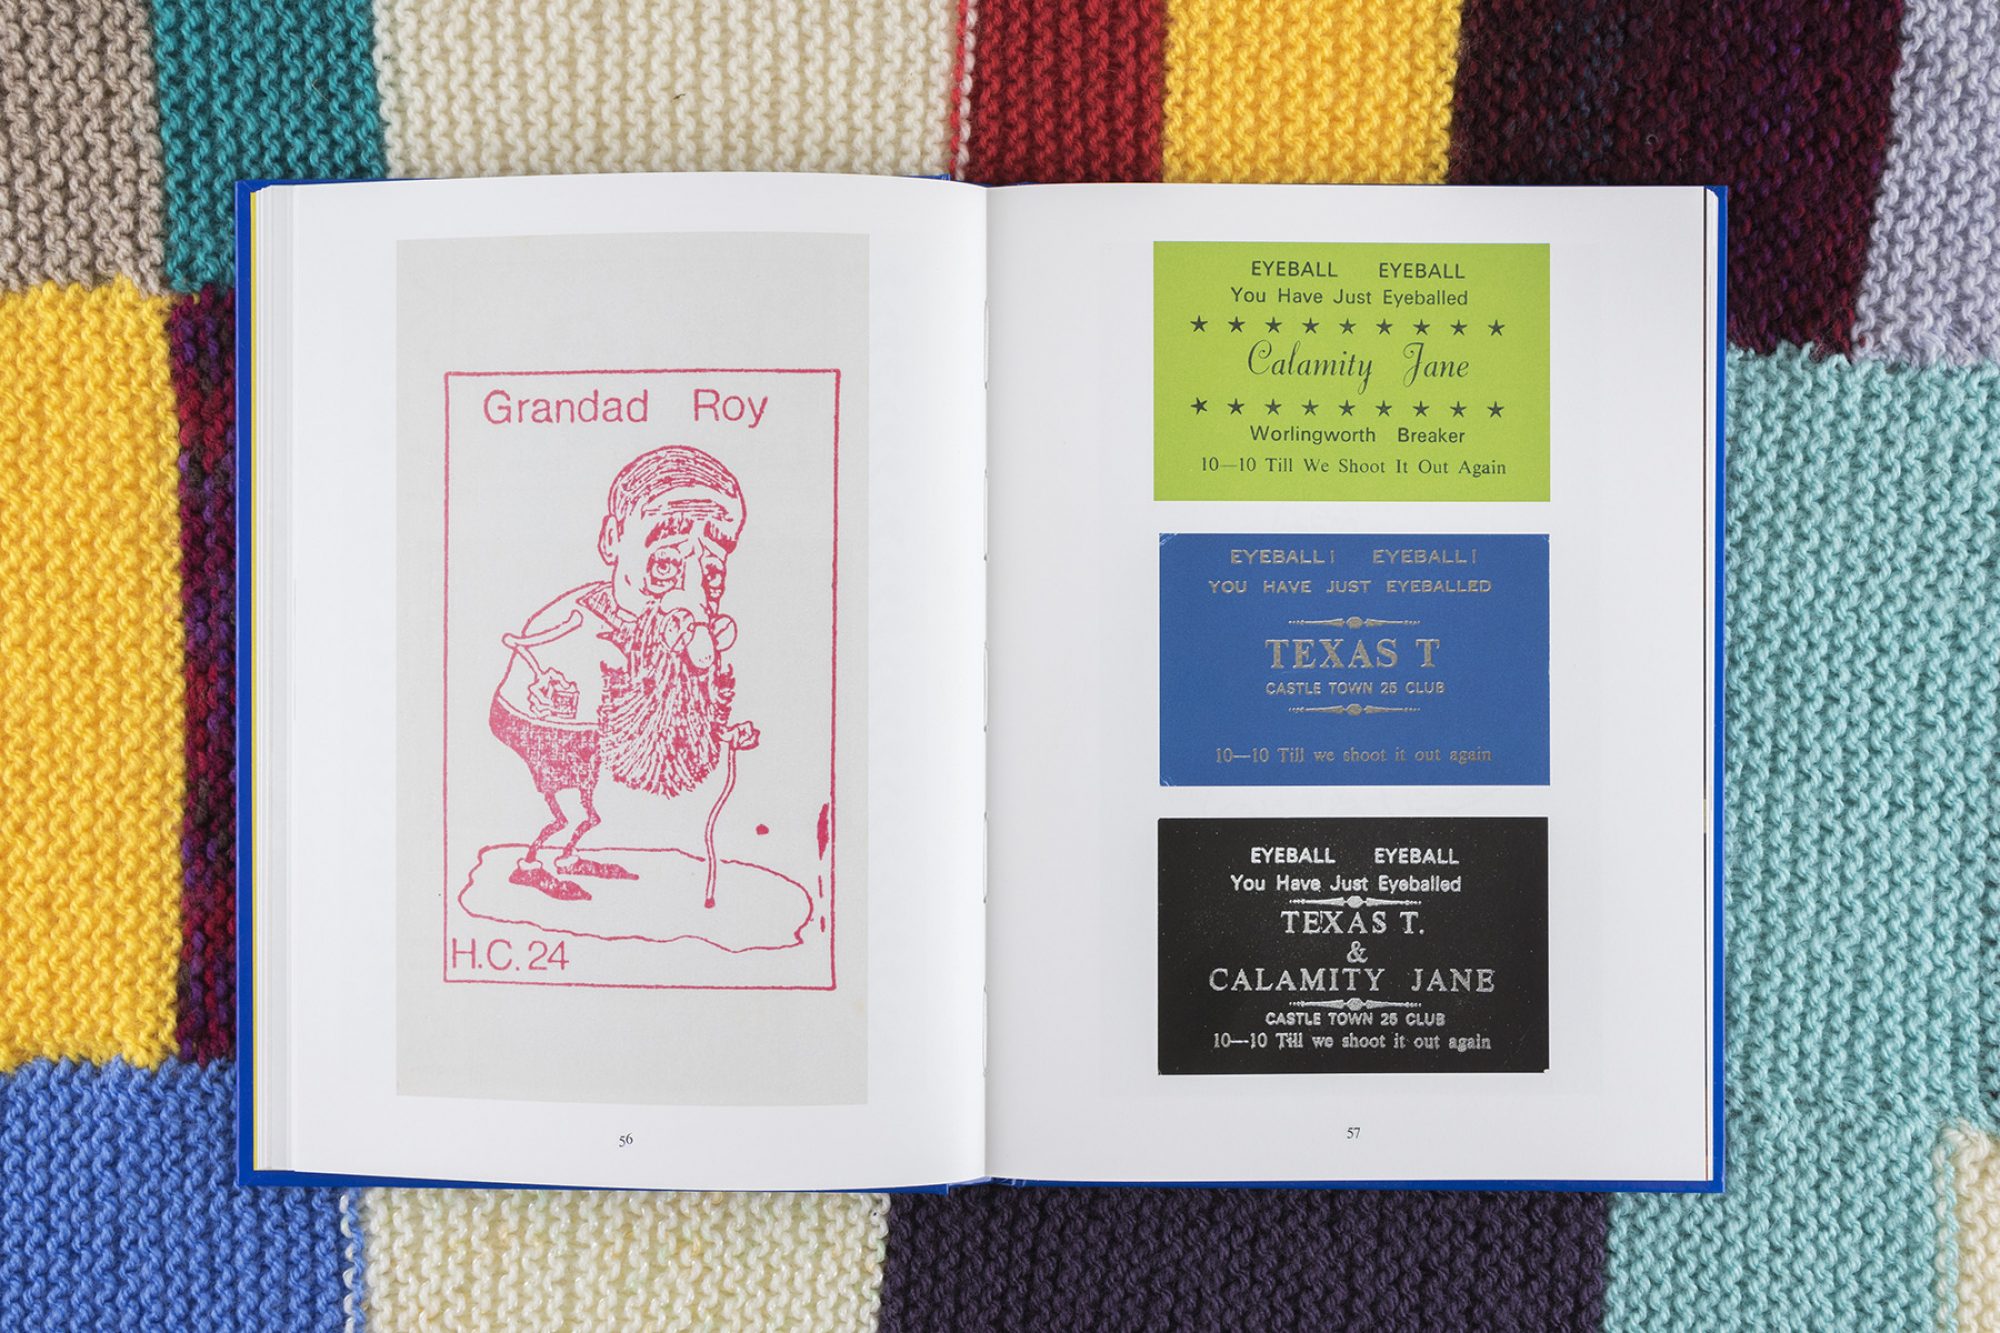 Grandad Roy
H.C. 24
56
EYEBALL EYEBALL
You Have Just Eyeballed
★ ★ ★ ★ ★ ★ ★ ★ ★
Calamity Jane
★ ★ ★ ★ ★ ★ ★ ★ ★
Worlingworth Breaker
10—10 Till We Shoot It Out Again
EYEBALL! EYEBALL!
YOU HAVE JUST EYEBALLED
TEXAS T
CASTLE TOWN 25 CLUB
10—10 Till we shoot it out again
EYEBALL EYEBALL
You Have Just Eyeballed
TEXAS T.
&
CALAMITY JANE
CASTLE TOWN 25 CLUB
10—10 Till we shoot it out again
57